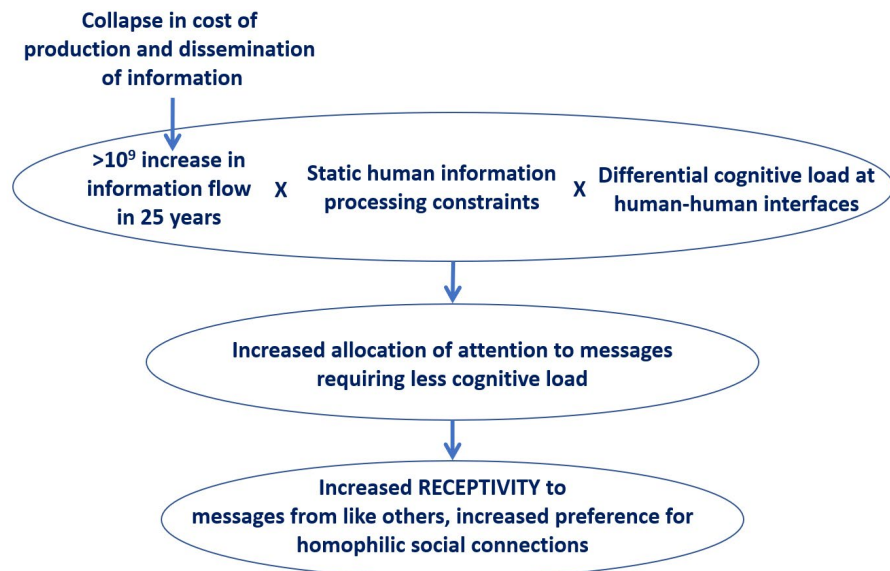 Collapse in cost of
production and dissemination
of information
>10⁹ increase in
information flow
in 25 years
X
Static human information
processing constraints
X
Differential cognitive load at
human-human interfaces
Increased allocation of attention to messages
requiring less cognitive load
Increased RECEPTIVITY to
messages from like others, increased preference for
homophilic social connections